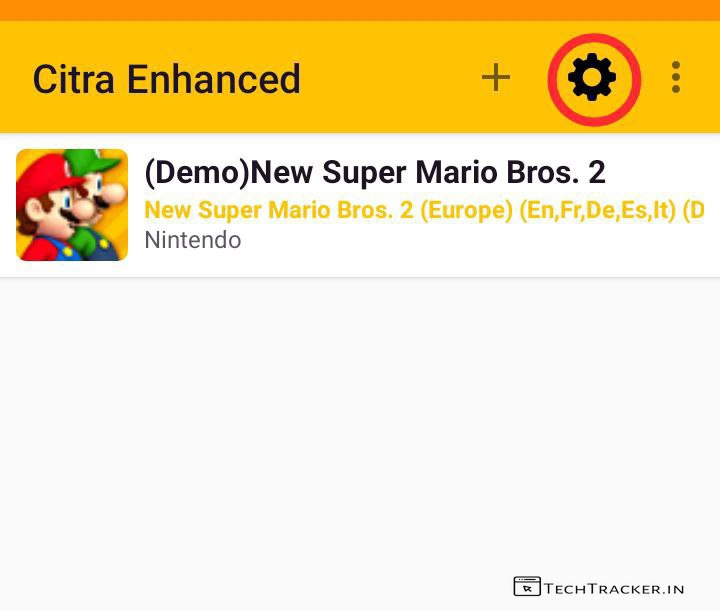 Citra Enhanced
(Demo)New Super Mario Bros. 2
New Super Mario Bros. 2 (Europe) (En,Fr,De,Es,It) (D
Nintendo
TECHTRACKER.IN